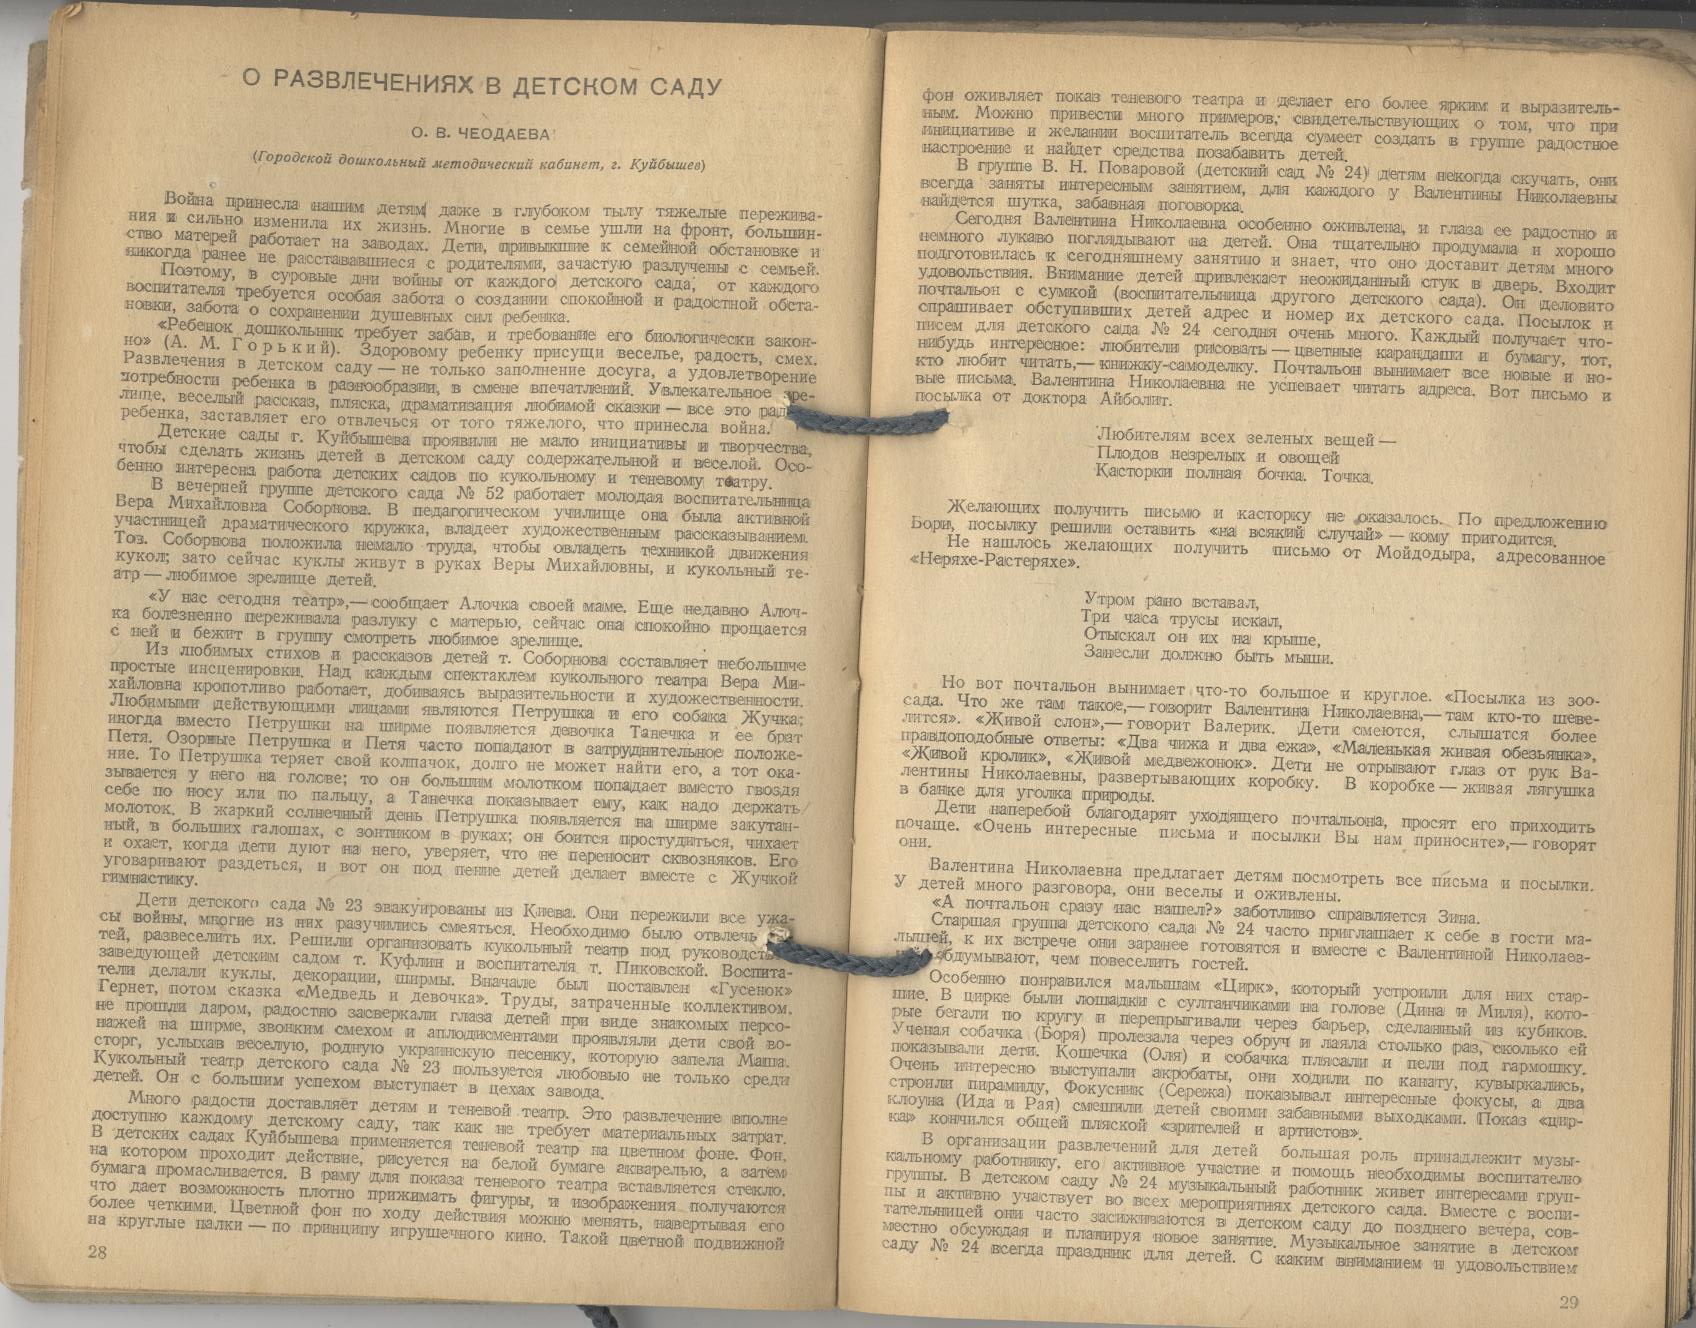 О РАЗВЛЕЧЕНИЯХ В ДЕТСКОМ САДУ
О. В. ЧЕОДАЕВА
(Городской дошкольный методический кабинет, г. Куйбышев)
Война принесла нашим детям даже в глубоком тылу тяжелые пережива-
ния и сильно изменила их жизнь. Многие в семье ушли на фронт, большин-
ство матерей работает на заводах. Дети, привыкшие к семейной обстановке и
никогда ранее не расстававшиеся с родителями, зачастую разлучены с семьей.
Поэтому, в суровые дни войны от каждого детского сада, от каждого
воспитателя требуется особая забота о создании спокойной и радостной обста-
новки, забота о сохранении душевных сил ребенка.
«Ребенок дошкольник требует забав, и требование его биологически закон-
но» (А. М. Горький). Здоровому ребенку присущи веселье, радость, смех.
Развлечения в детском саду — не только заполнение досуга, а удовлетворение
потребности ребенка в разнообразии, в смене впечатлений. Увлекательное зре-
лище, веселый рассказ, пляска, драматизация любимой сказки — все это рад
ребенка, заставляет его отвлечься от того тяжелого, что принесла война.
Детские сады г. Куйбышева проявили не мало инициативы и творчества,
чтобы сделать жизнь детей в детском саду содержательной и веселой. Осо-
бенно интересна работа детских садов по кукольному и теневому театру.
В вечерней группе детского сада № 52 работает молодая воспитательница
Вера Михайловна Соборнова. В педагогическом училище она была активной
участницей драматического кружка, владеет художественным рассказыванием.
Тов. Соборнова положила немало труда, чтобы овладеть техникой движения
кукол; зато сейчас куклы живут в руках Веры Михайловны, и кукольный те-
атр — любимое зрелище детей.
«У нас сегодня театр»,— сообщает Алочка своей маме. Еще недавно Алоч-
ка болезненно переживала разлуку с матерью, сейчас она спокойно прощается
с ней и бежит в группу смотреть любимое зрелище.
Из любимых стихов и рассказов детей т. Соборнова составляет небольшие
простые инсценировки. Над каждым спектаклем кукольного театра Вера Ми-
хайловна кропотливо работает, добиваясь выразительности и художественности.
Любимыми действующими лицами являются Петрушка и его собака Жучка;
иногда вместо Петрушки на ширме появляется девочка Танечка и ее брат
Петя. Озорные Петрушка и Петя часто попадают в затруднительное положе-
ние. То Петрушка теряет свой колпачок, долго не может найти его, а тот ока-
зывается у него на голове; то он большим молотком попадает вместо гвоздя
себе по носу или по пальцу, а Танечка показывает ему, как надо держать
молоток. В жаркий солнечный день Петрушка появляется на ширме закутан-
ный, в больших галошах, с зонтиком в руках; он боится простудиться, чихает
и охает, когда дети дуют на него, уверяет, что не переносит сквозняков. Его
уговаривают раздеться, и вот он под пение детей делает вместе с Жучкой
гимнастику.
Дети детского сада № 23 эвакуированы из Киева. Они пережили все ужа-
сы войны, многие из них разучились смеяться. Необходимо было отвлечь
тей, развеселить их. Решили организовать кукольный театр под руководст
заведующей детским садом т. Куфлин и воспитателя т. Пиковской. Воспита-
тели делали куклы, декорации, ширмы. Вначале был поставлен «Гусенок»
Гернет, потом сказка «Медведь и девочка». Труды, затраченные коллективом,
не прошли даром, радостно засверкали глаза детей при виде знакомых персо-
нажей на ширме, звонким смехом и аплодисментами проявляли дети свой во-
сторг, услыхав веселую, родную украинскую песенку, которую запела Маша.
Кукольный театр детского сада № 23 пользуется любовью не только среди
детей. Он с большим успехом выступает в цехах завода.
Много радости доставляет детям и теневой театр. Это развлечение вполне
доступно каждому детскому саду, так как не требует материальных затрат.
В детских садах Куйбышева применяется теневой театр на цветном фоне. Фон,
на котором проходит действие, рисуется на белой бумаге акварелью, а затем
бумага промасливается. В раму для показа теневого театра вставляется стекло,
что дает возможность плотно прижимать фигуры, и изображения получаются
более четкими. Цветной фон по ходу действия можно менять, навертывая его
на круглые палки — по принципу игрушечного кино. Такой цветной подвижной
28
фон оживляет показ теневого театра и делает его более ярким и выразитель-
ным. Можно привести много примеров, свидетельствующих о том, что при
инициативе и желании воспитатель всегда сумеет создать в группе радостное
настроение и найдет средства позабавить детей.
В группе В. Н. Поваровой (детский сад № 24) детям некогда скучать, они
всегда заняты интересным занятием, для каждого у Валентины Николаевны
найдется шутка, забавная поговорка.
Сегодня Валентина Николаевна особенно оживлена, и глаза ее радостно и
немного лукаво поглядывают на детей. Она тщательно продумала и хорошо
подготовилась к сегодняшнему занятию и знает, что оно доставит детям много
удовольствия. Внимание детей привлекает неожиданный стук в дверь. Входит
почтальон с сумкой (воспитательница другого детского сада). Он деловито
спрашивает обступивших детей адрес и номер их детского сада. Посылок и
писем для детского сада № 24 сегодня очень много. Каждый получает что-
нибудь интересное: любители рисовать — цветные карандаши и бумагу, тот,
кто любит читать,— книжку-самоделку. Почтальон вынимает все новые и но-
вые письма. Валентина Николаевна не успевает читать адреса. Вот письмо и
посылка от доктора Айболит.
Любителям всех зеленых вещей —
Плодов незрелых и овощей
Касторки полная бочка. Точка.
Желающих получить письмо и касторку не оказалось. По предложению
Бори, посылку решили оставить «на всякий случай» — кому пригодится.
Не нашлось желающих получить письмо от Мойдодыра, адресованное
«Неряхе-Растеряхе».
Утром рано вставал,
Три часа трусы искал,
Отыскал он их на крыше,
Занесли должно быть мыши.
Но вот почтальон вынимает что-то большое и круглое. «Посылка из зоо-
сада. Что же там такое,— говорит Валентина Николаевна,— там кто-то шеве-
лится». «Живой слон»,— говорит Валерик. Дети смеются, слышатся более
правдоподобные ответы: «Два чижа и два ежа», «Маленькая живая обезьянка»,
«Живой кролик», «Живой медвежонок». Дети не отрывают глаз от рук Ва-
лентины Николаевны, развертывающих коробку. В коробке — живая лягушка
в банке для уголка природы.
Дети наперебой благодарят уходящего почтальона, просят его приходить
почаще. «Очень интересные письма и посылки Вы нам приносите»,— говорят
они.
Валентина Николаевна предлагает детям посмотреть все письма и посылки.
У детей много разговора, они веселы и оживлены.
«А почтальон сразу нас нашел?» заботливо справляется Зина.
Старшая группа детского сада № 24 часто приглашает к себе в гости ма-
лышей, к их встрече они заранее готовятся и вместе с Валентиной Николаев-
обдумывают, чем повеселить гостей.
Особенно понравился малышам «Цирк», который устроили для них стар-
шие. В цирке были лошадки с султанчиками на голове (Дина и Миля), кото-
рые бегали по кругу и перепрыгивали через барьер, сделанный из кубиков.
Ученая собачка (Боря) пролезала через обруч и лаяла столько раз, сколько ей
показывали дети. Кошечка (Оля) и собачка плясали и пели под гармошку.
Очень интересно выступали акробаты, они ходили по канату, кувыркались,
строили пирамиду, Фокусник (Сережа) показывал интересные фокусы, а два
клоуна (Ида и Рая) смешили детей своими забавными выходками. Показ «цир-
ка» кончился общей пляской «зрителей и артистов».
В организации развлечений для детей большая роль принадлежит музы-
кальному работнику, его активное участие и помощь необходимы воспитателю
группы. В детском саду № 24 музыкальный работник живет интересами груп-
пы и активно участвует во всех мероприятиях детского сада. Вместе с воспи-
тательницей они часто засиживаются в детском саду до позднего вечера, сов-
местно обсуждая и планируя новое занятие. Музыкальное занятие в детском
саду № 24 всегда праздник для детей. С каким вниманием и удовольствием
29